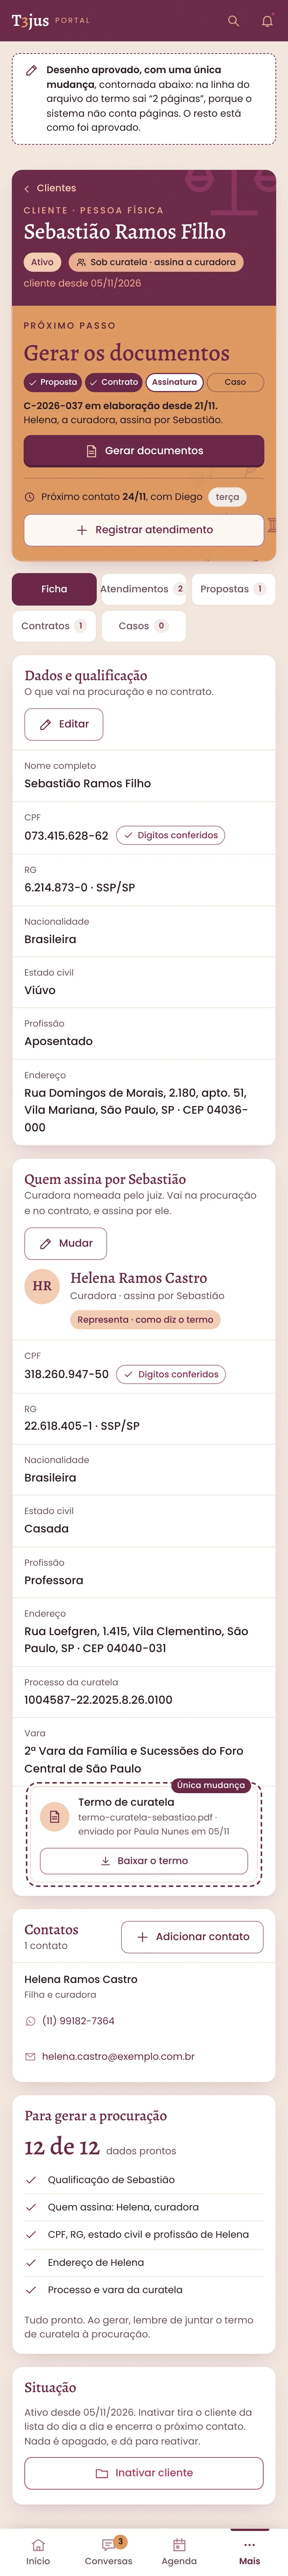 T3jus PORTAL
Desenho aprovado, com uma única
mudança, contornada abaixo: na linha do
arquivo do termo sai “2 páginas”, porque o
sistema não conta páginas. O resto está
como foi aprovado.
Clientes
CLIENTE · PESSOA FÍSICA
Sebastião Ramos Filho
Ativo
Sob curatela · assina a curadora
cliente desde 05/11/2026
PRÓXIMO PASSO
Gerar os documentos
Proposta
Contrato
Assinatura
Caso
C-2026-037 em elaboração desde 21/11.
Helena, a curadora, assina por Sebastião.
Gerar documentos
Próximo contato 24/11, com Diego
terça
Registrar atendimento
Ficha
Atendimentos 2
Propostas 1
Contratos 1
Casos 0
Dados e qualificação
O que vai na procuração e no contrato.
Editar
Nome completo
Sebastião Ramos Filho
CPF
073.415.628-62
Dígitos conferidos
RG
6.214.873-0 · SSP/SP
Nacionalidade
Brasileira
Estado civil
Viúvo
Profissão
Aposentado
Endereço
Rua Domingos de Morais, 2.180, apto. 51,
Vila Mariana, São Paulo, SP · CEP 04036-
000
Quem assina por Sebastião
Curadora nomeada pelo juiz. Vai na procuração
e no contrato, e assina por ele.
Mudar
HR
Helena Ramos Castro
Curadora · assina por Sebastião
Representa · como diz o termo
CPF
318.260.947-50
Dígitos conferidos
RG
22.618.405-1 · SSP/SP
Nacionalidade
Brasileira
Estado civil
Casada
Profissão
Professora
Endereço
Rua Loefgren, 1.415, Vila Clementino, São
Paulo, SP · CEP 04040-031
Processo da curatela
1004587-22.2025.8.26.0100
Vara
2ª Vara da Família e Sucessões do Foro
Central de São Paulo
Única mudança
Termo de curatela
termo-curatela-sebastiao.pdf ·
enviado por Paula Nunes em 05/11
Baixar o termo
Contatos
1 contato
Adicionar contato
Helena Ramos Castro
Filha e curadora
(11) 99182-7364
helena.castro@exemplo.com.br
Para gerar a procuração
12 de 12 dados prontos
Qualificação de Sebastião
Quem assina: Helena, curadora
CPF, RG, estado civil e profissão de Helena
Endereço de Helena
Processo e vara da curatela
Tudo pronto. Ao gerar, lembre de juntar o termo
de curatela à procuração.
Situação
Ativo desde 05/11/2026. Inativar tira o cliente da
lista do dia a dia e encerra o próximo contato.
Nada é apagado, e dá para reativar.
Inativar cliente
3
Início
Conversas
Agenda
Mais